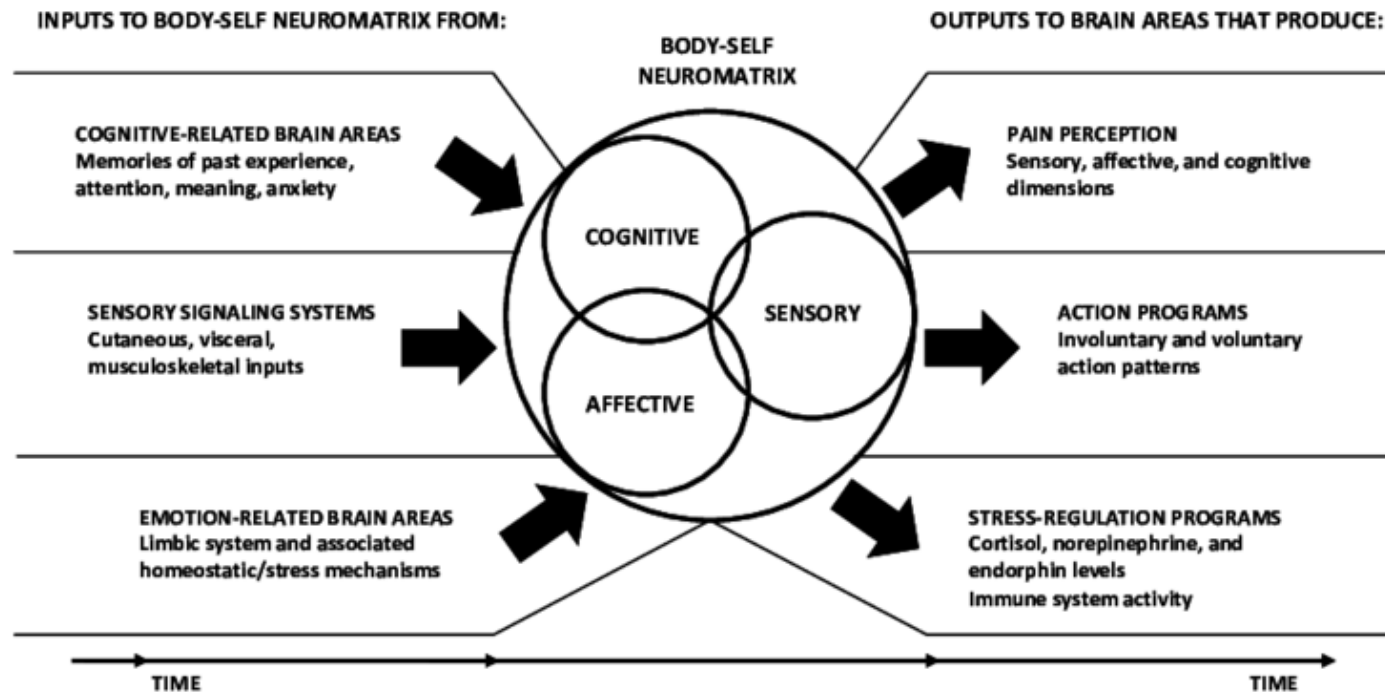 INPUTS TO BODY-SELF NEUROMATRIX FROM:
OUTPUTS TO BRAIN AREAS THAT PRODUCE:
BODY-SELF
NEUROMATRIX
COGNITIVE-RELATED BRAIN AREAS
Memories of past experience,
attention, meaning, anxiety
SENSORY SIGNALING SYSTEMS
Cutaneous, visceral,
musculoskeletal inputs
EMOTION-RELATED BRAIN AREAS
Limbic system and associated
homeostatic/stress mechanisms
COGNITIVE
SENSORY
AFFECTIVE
PAIN PERCEPTION
Sensory, affective, and cognitive
dimensions
ACTION PROGRAMS
Involuntary and voluntary
action patterns
STRESS-REGULATION PROGRAMS
Cortisol, norepinephrine, and
endorphin levels
Immune system activity
TIME
TIME